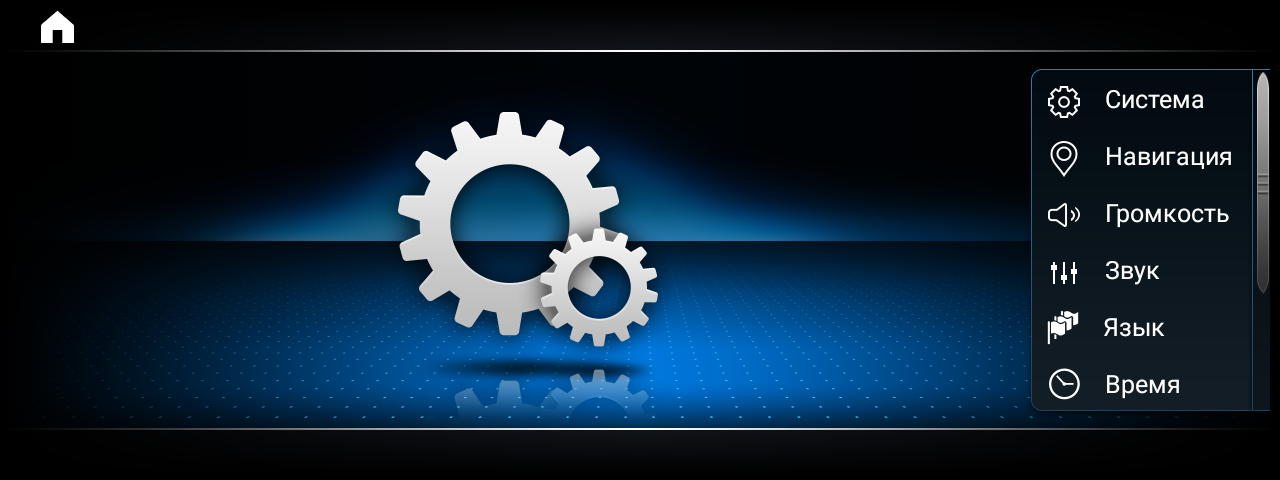 Система
Навигация
Громкость
Звук
Язык
Время